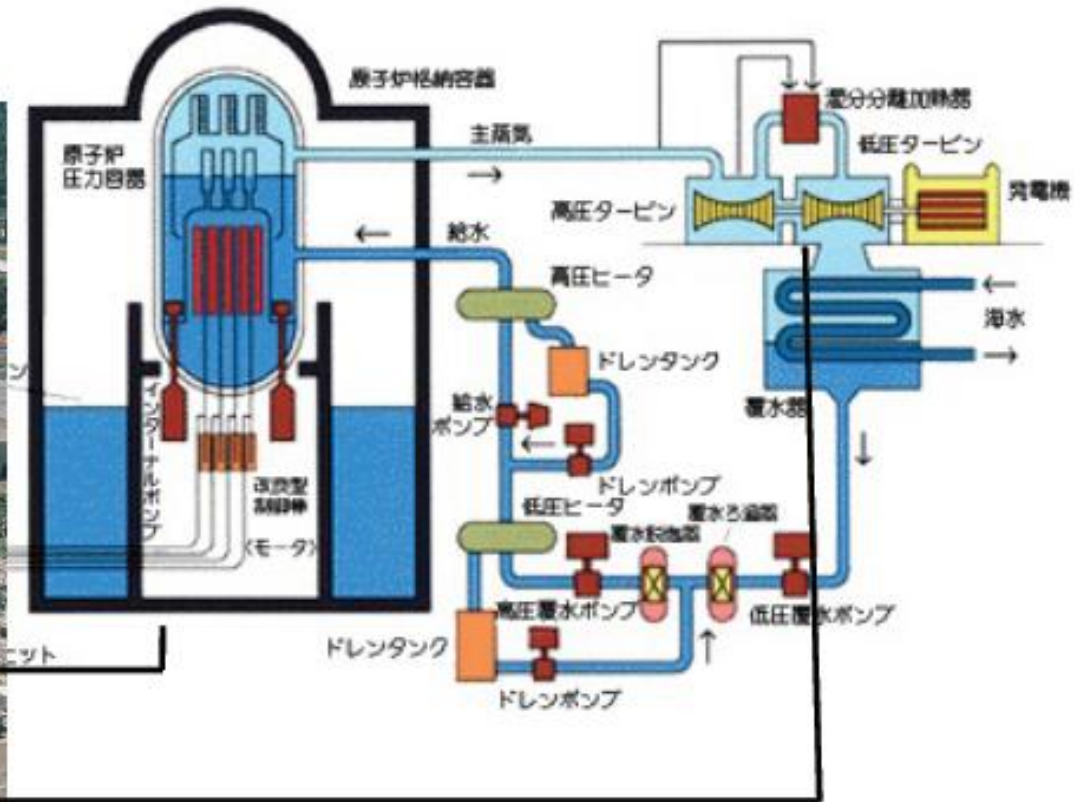 原子炉格納容器
湿分分離加熱器
主蒸気
低圧タービン
原子炉
圧力容器
発電機
高圧タービン
給水
高圧ヒータ
海水
ドレンタンク
ン
給水
ポンプ
復水器
インターナルポンプ
改良型
制御棒
ドレンポンプ
低圧ヒータ
復水脱塩器
復水ろ過器
(モータ)
高圧復水ポンプ
低圧復水ポンプ
ドレンタンク
ニット
ドレンポンプ